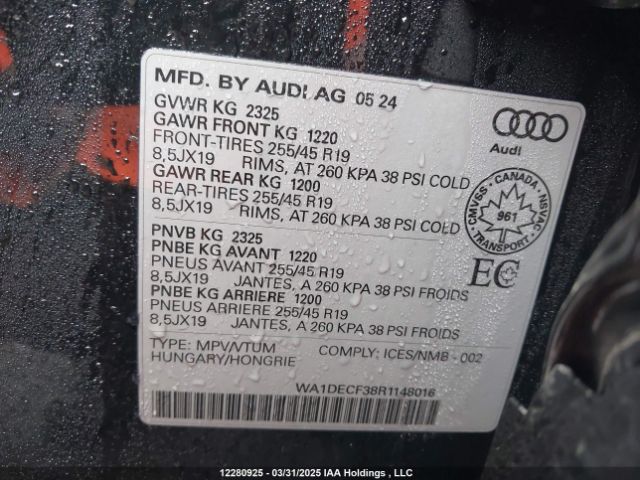 MFD. BY AUDI AG 05 24
GVWR KG 2325
GAWR FRONT KG 1220
FRONT-TIRES 255/45 R19
8,5JX19 RIMS, AT 260 KPA 38 PSI COLD
GAWR REAR KG 1200
REAR-TIRES 255/45 R19
8,5JX19 RIMS, AT 260 KPA 38 PSI COLD
Audi
CMVSS - CANADA - NSVAC
961
TRANSPORT
EC
PNVB KG 2325
PNBE KG AVANT 1220
PNEUS AVANT 255/45 R19
8,5JX19 JANTES, A 260 KPA 38 PSI FROIDS
PNBE KG ARRIERE 1200
PNEUS ARRIERE 255/45 R19
8,5JX19 JANTES, A 260 KPA 38 PSI FROIDS
TYPE: MPV/VTUM COMPLY: ICES/NMB - 002
HUNGARY/HONGRIE
WA1DECF38R1148016
12280925 - 03/31/2025 IAA Holdings , LLC